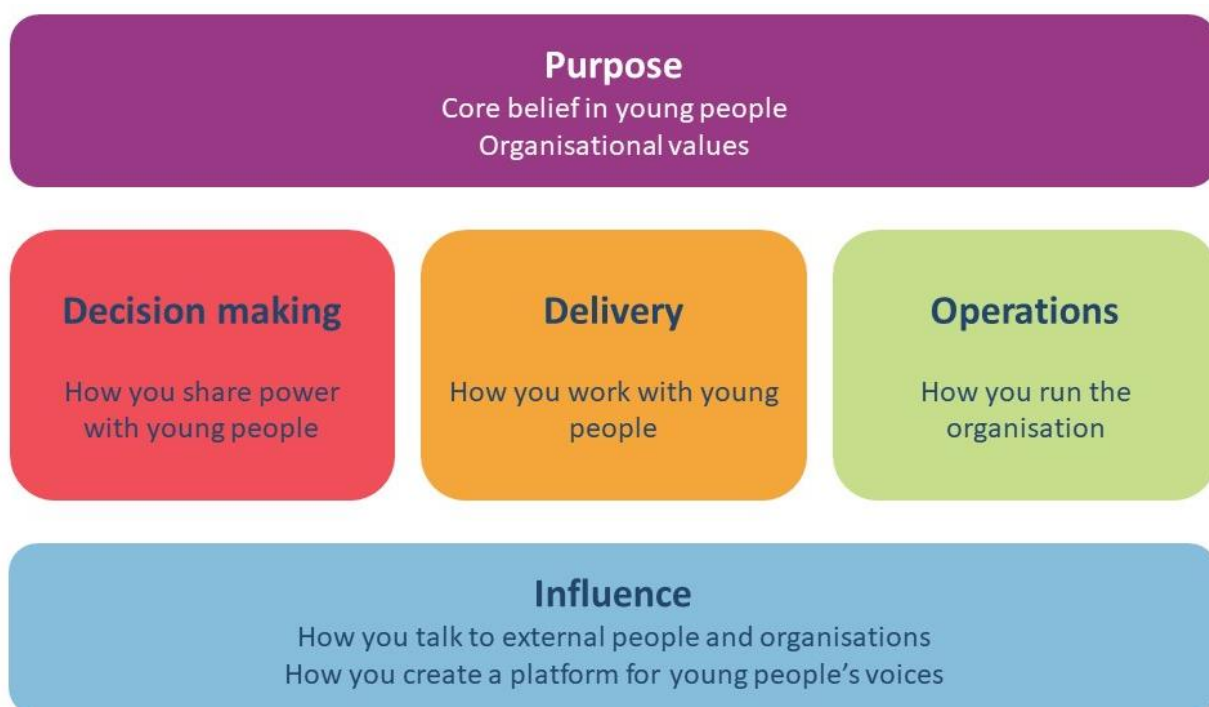 Purpose
Core belief in young people
Organisational values
Decision making
How you share power
with young people
Delivery
How you work with young
people
Operations
How you run the
organisation
Influence
How you talk to external people and organisations
How you create a platform for young people’s voices